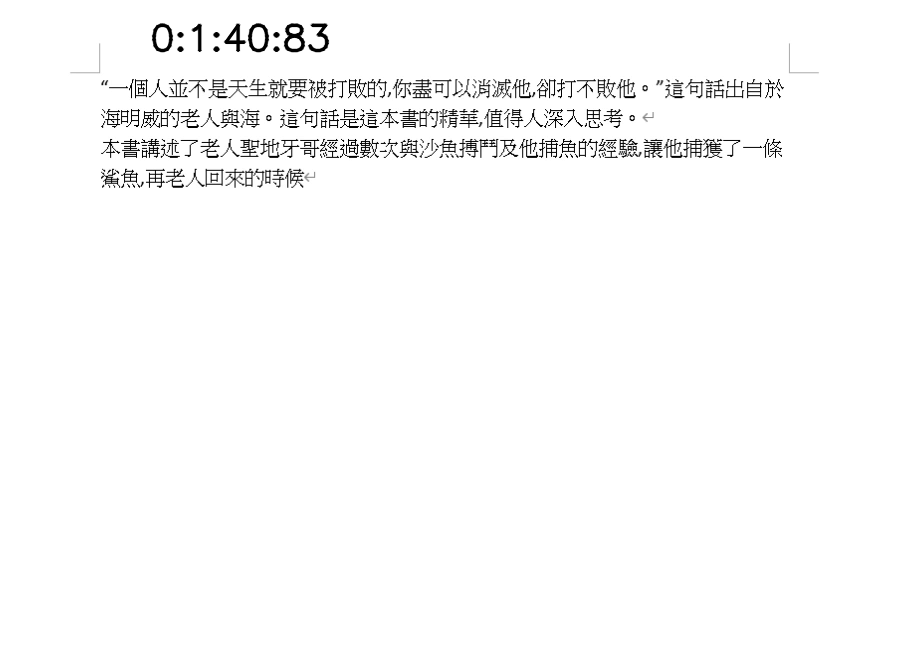 0:1:40:83
“一個人並不是天生就要被打敗的,你盡可以消滅他,卻打不敗他。”這句話出自於
海明威的老人與海。這句話是這本書的精華,值得人深入思考。
本書講述了老人聖地牙哥經過數次與沙魚搏鬥及他捕魚的經驗,讓他捕獲了一條
鯊魚,再老人回來的時候